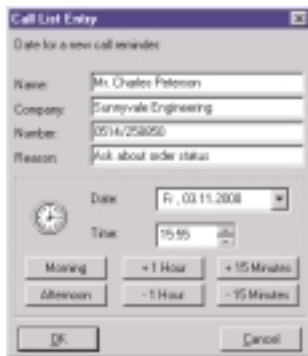 Call List Entry
Data for a new call reminder.
Name: Mr. Charles Peterson
Company: Sunnyvale Engineering
Number: 0514/258050
Reason: Ask about order status
Date: Fr , 03.11.2000
Time: 15:55
Morning + 1 Hour + 15 Minutes
Afternoon - 1 Hour - 15 Minutes
OK Cancel